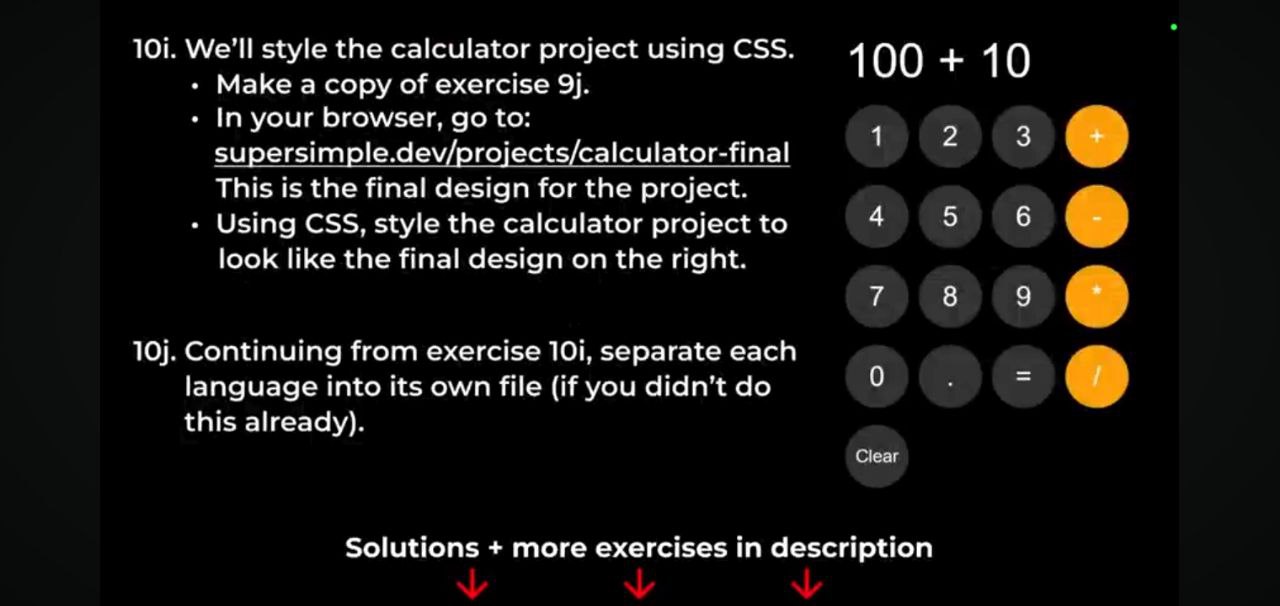 10i. We'll style the calculator project using CSS.
• Make a copy of exercise 9j.
• In your browser, go to:
supersimple.dev/projects/calculator-final
This is the final design for the project.
• Using CSS, style the calculator project to
look like the final design on the right.
10j. Continuing from exercise 10i, separate each
language into its own file (if you didn't do
this already).
100 + 10
1 2 3 +
4 5 6 -
7 8 9 *
0 . = /
Clear
Solutions + more exercises in description